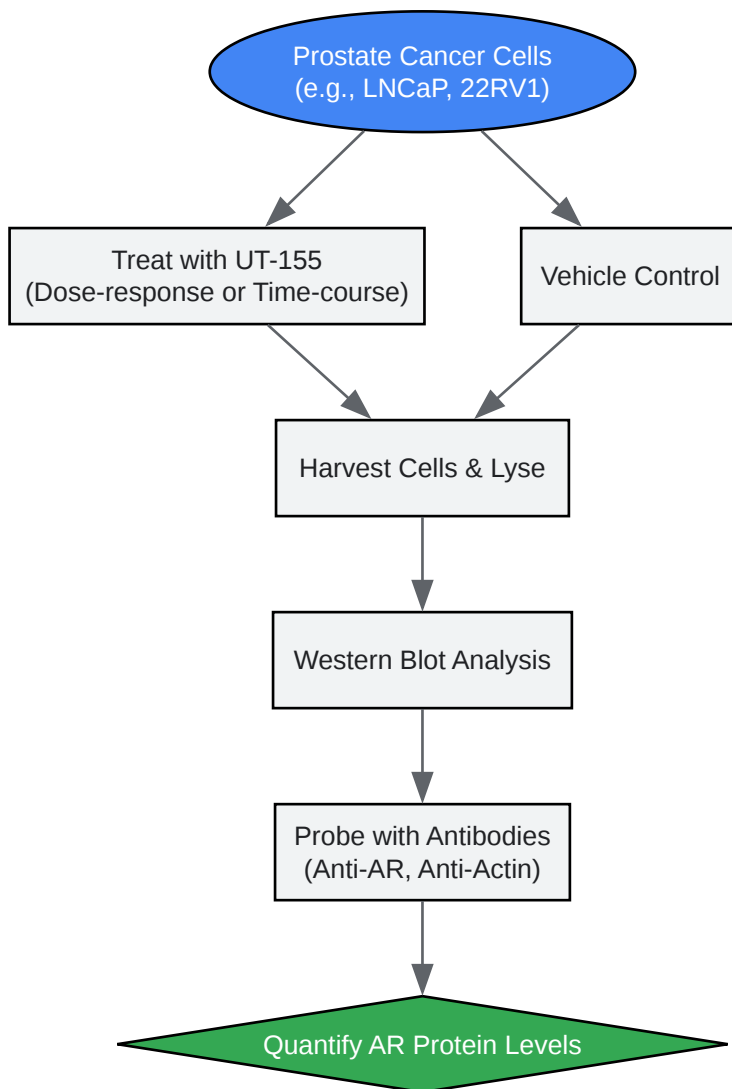 Prostate Cancer Cells
(e.g., LNCaP, 22RV1)
Treat with UT-155
(Dose-response or Time-course)
Vehicle Control
Harvest Cells & Lyse
Western Blot Analysis
Probe with Antibodies
(Anti-AR, Anti-Actin)
Quantify AR Protein Levels